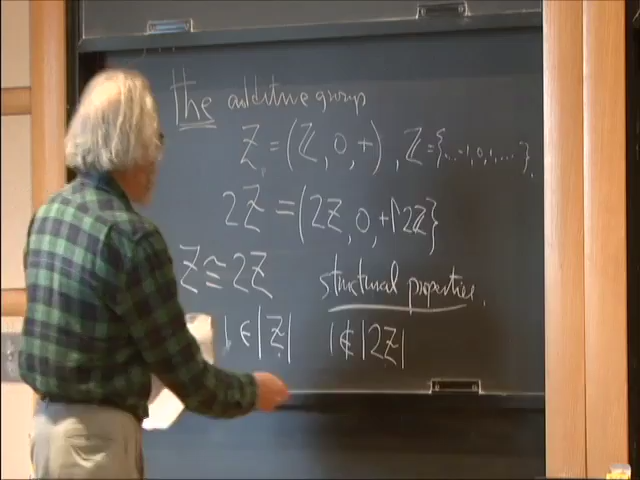 the additive group
Z = (ℤ, 0, +), ℤ = {...-1, 0, 1, ...}.
2Z = (2ℤ, 0, +↾2ℤ}
Z ≅ 2Z structural properties.
1 ∈ |Z| 1 ∉ |2Z|